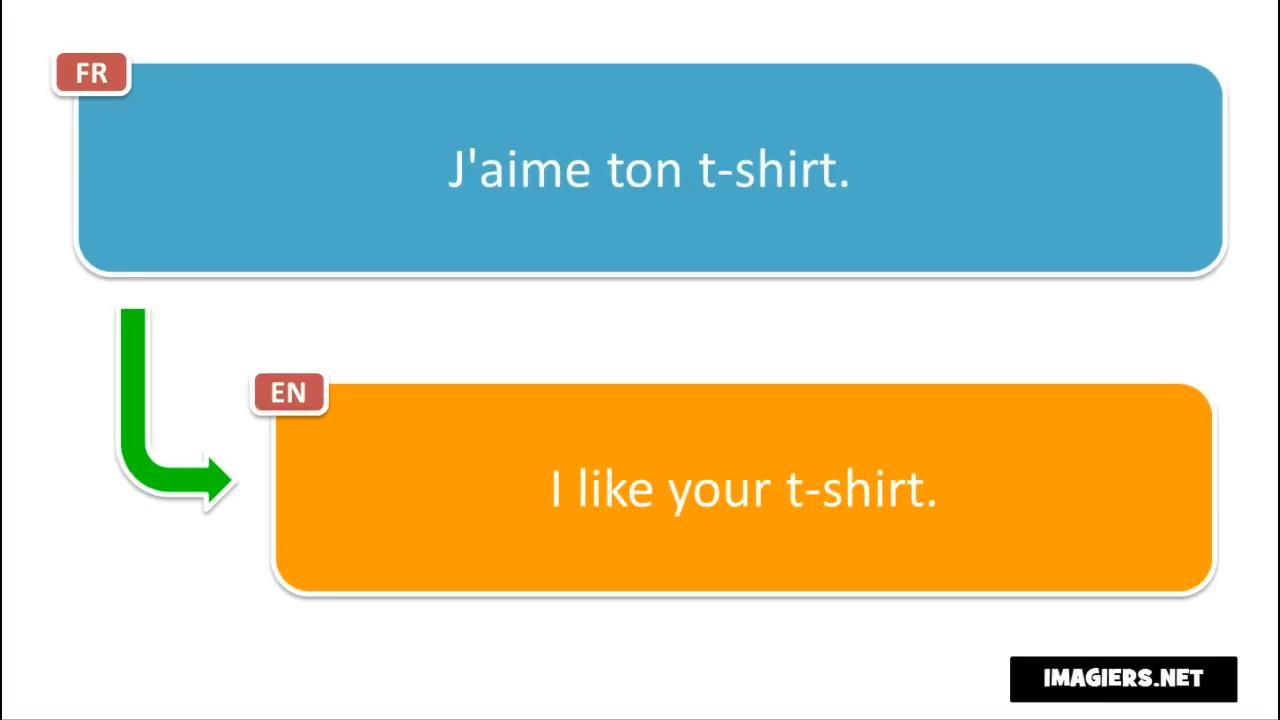 FR
J'aime ton t-shirt.
EN
I like your t-shirt.
IMAGIERS.NET